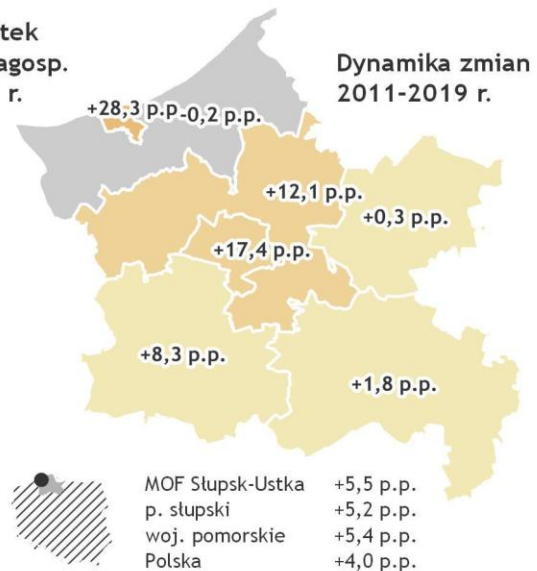 tek
agosp.
r.
Dynamika zmian
2011-2019 r.
+28,3 p.p.
-0,2 p.p.
+12,1 p.p.
+0,3 p.p.
+17,4 p.p.
+8,3 p.p.
+1,8 p.p.
MOF Słupsk-Ustka +5,5 p.p.
p. słupski +5,2 p.p.
woj. pomorskie +5,4 p.p.
Polska +4,0 p.p.